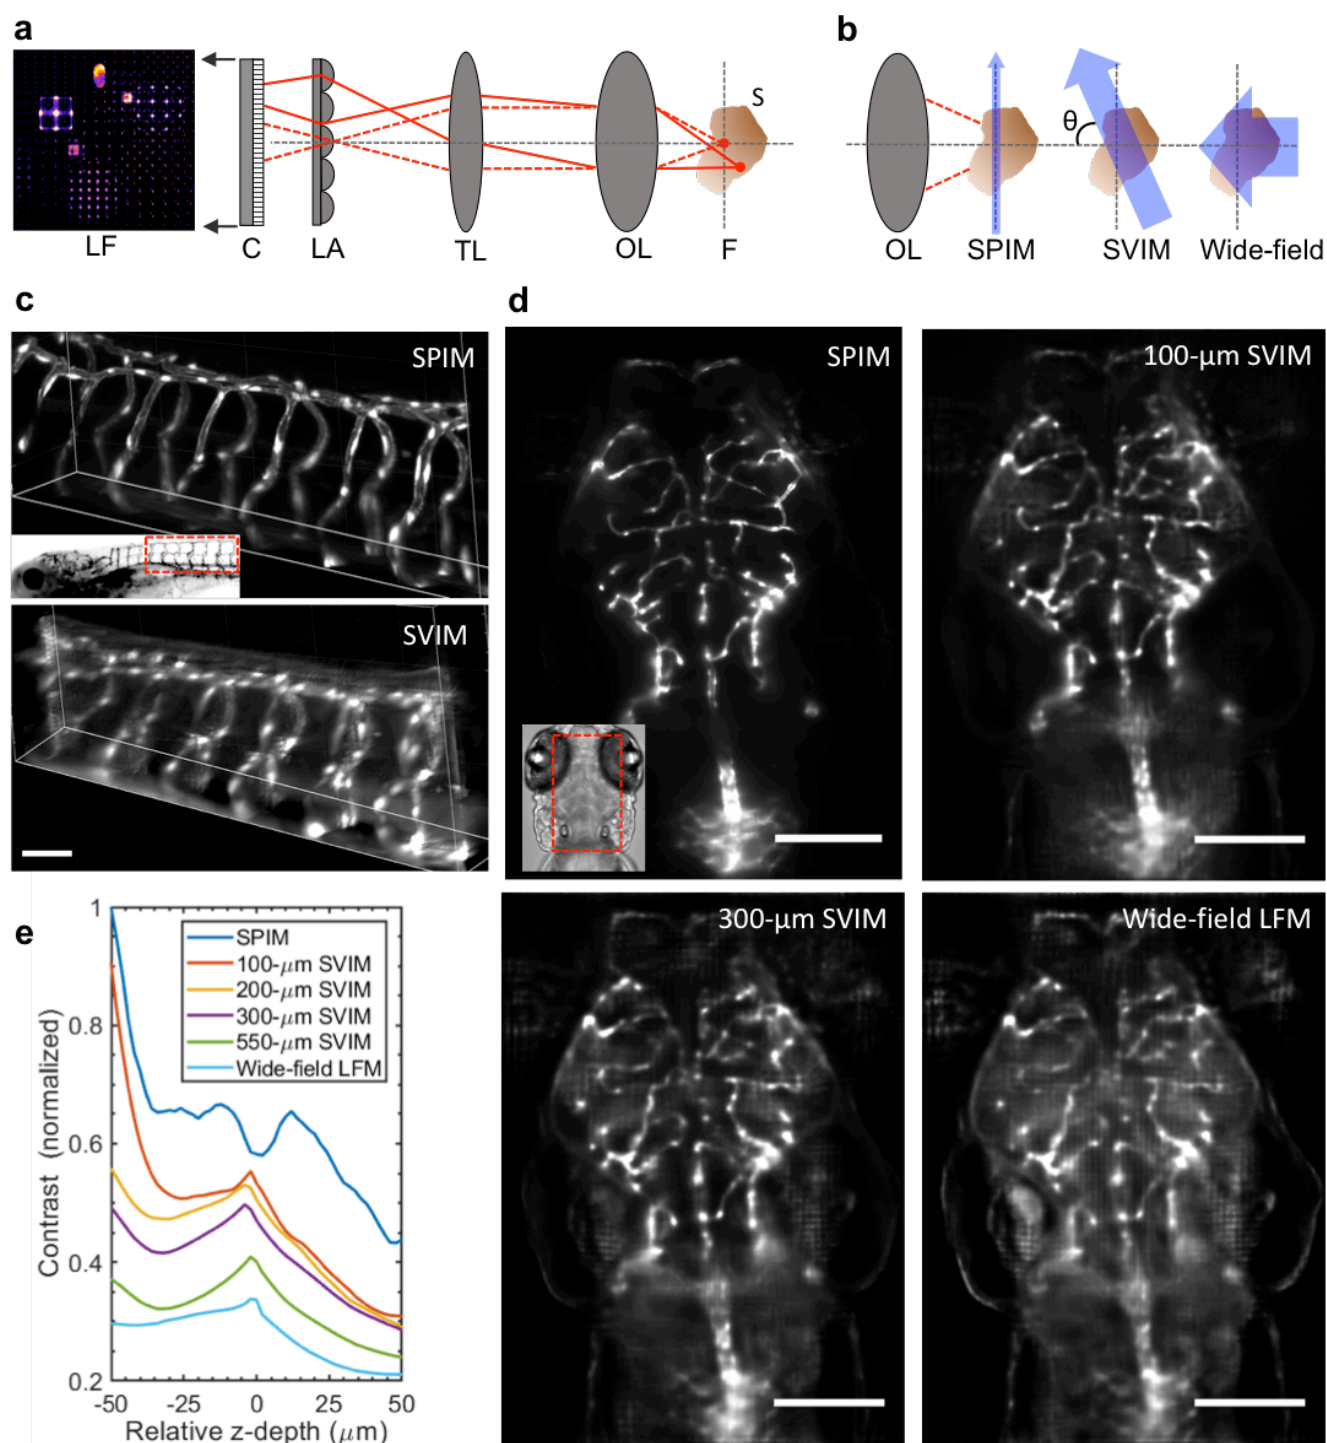 a
LF
C
LA
TL
OL
F
S
b
θ
OL
SPIM
SVIM
Wide-field
c
SPIM
SVIM
d
SPIM
100-μm SVIM
300-μm SVIM
Wide-field LFM
e
SPIM
100-μm SVIM
200-μm SVIM
300-μm SVIM
550-μm SVIM
Wide-field LFM
Contrast (normalized)
1
0.8
0.6
0.4
0.2
-50
-25
0
25
50
Relative z-depth (μm)